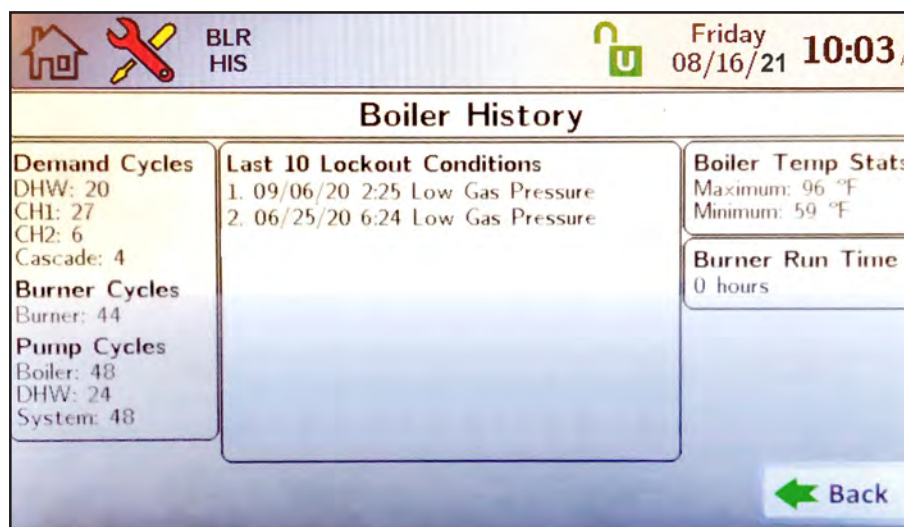 BLR
HIS
U
Friday
08/16/21
10:03
Boiler History
Demand Cycles
DHW: 20
CH1: 27
CH2: 6
Cascade: 4
Burner Cycles
Burner: 44
Pump Cycles
Boiler: 48
DHW: 24
System: 48
Last 10 Lockout Conditions
1. 09/06/20 2:25 Low Gas Pressure
2. 06/25/20 6:24 Low Gas Pressure
Boiler Temp Stats
Maximum: 96 °F
Minimum: 59 °F
Burner Run Time
0 hours
Back